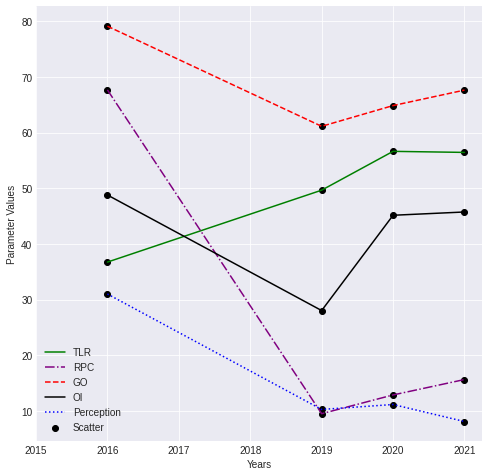 80
70
60
50
40
30
20
10
Parameter Values
TLR
RPC
GO
OI
Perception
Scatter
2015 2016 2017 2018 2019 2020 2021
Years